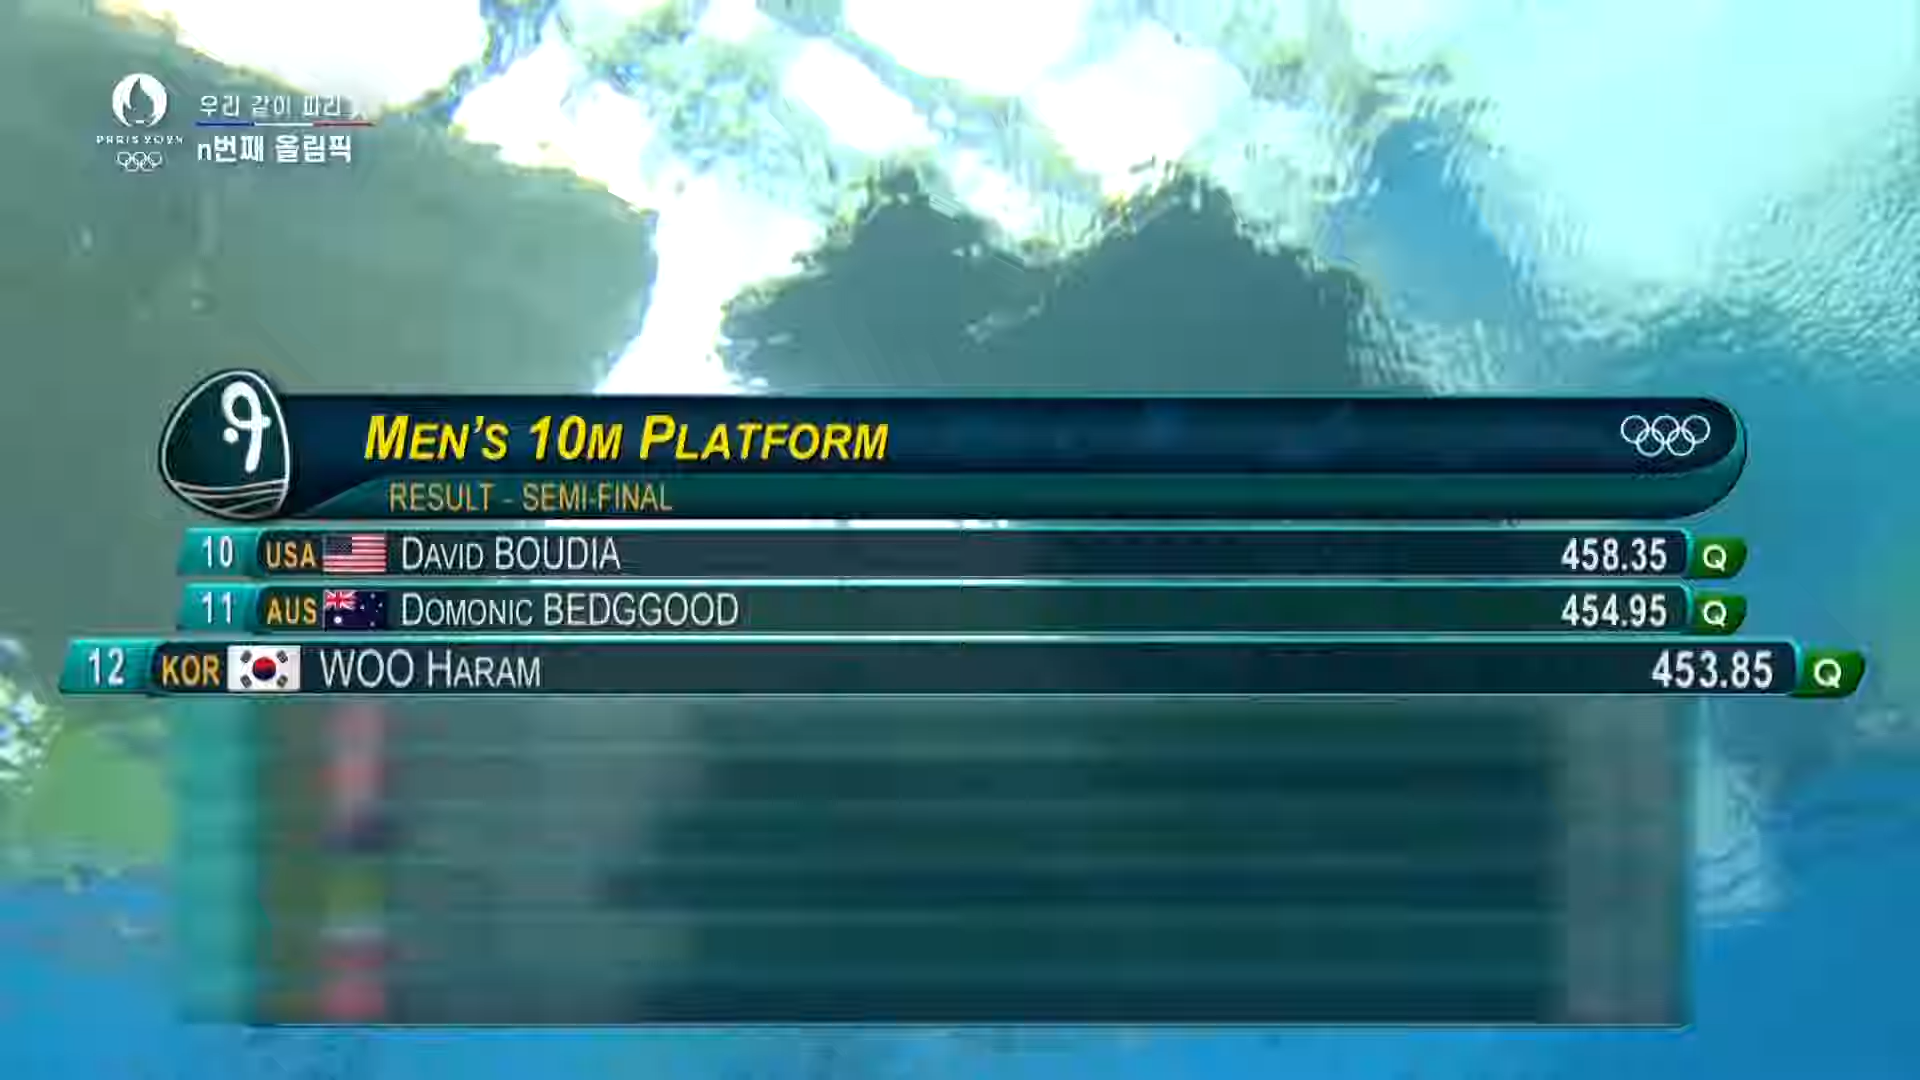 우리 같이 파리
PARIS 2024
n번째 올림픽
MEN'S 10M PLATFORM
RESULT - SEMI-FINAL
10 USA DAVID BOUDIA 458.35 Q
11 AUS DOMONIC BEDGGOOD 454.95 Q
12 KOR WOO HARAM 453.85 Q